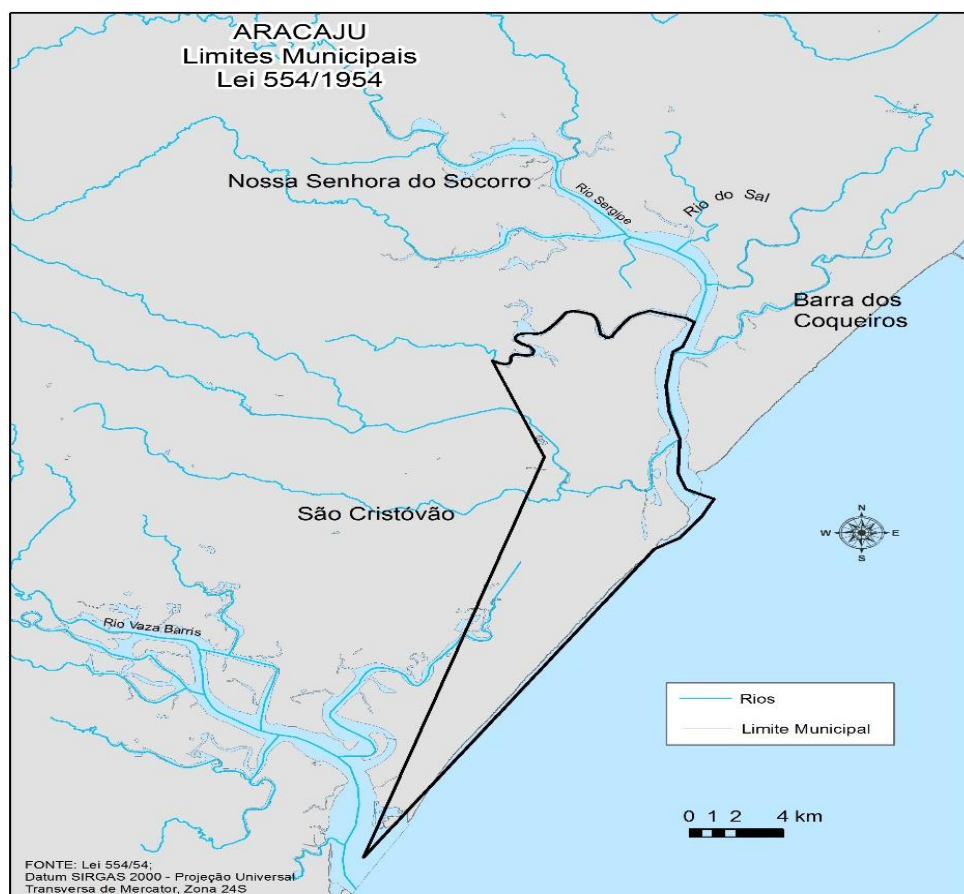 ARACAJU
Limites Municipais
Lei 554/1954
Nossa Senhora do Socorro
Rio Sergipe
Rio do Sal
Barra dos
Coqueiros
São Cristóvão
N
W
E
S
Rio Vaza Barris
Rios
Limite Municipal
0 1 2 4 km
FONTE: Lei 554/54;
Datum SIRGAS 2000 - Projeção Universal
Transversa de Mercator, Zona 24S